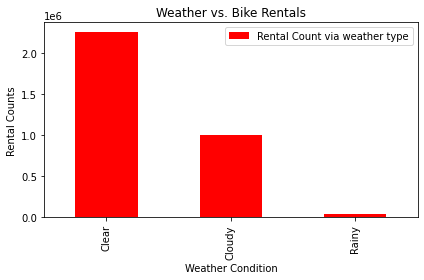 Weather vs. Bike Rentals
1e6
Rental Count via weather type
2.0
1.5
1.0
0.5
0.0
Rental Counts
Clear
Cloudy
Rainy
Weather Condition